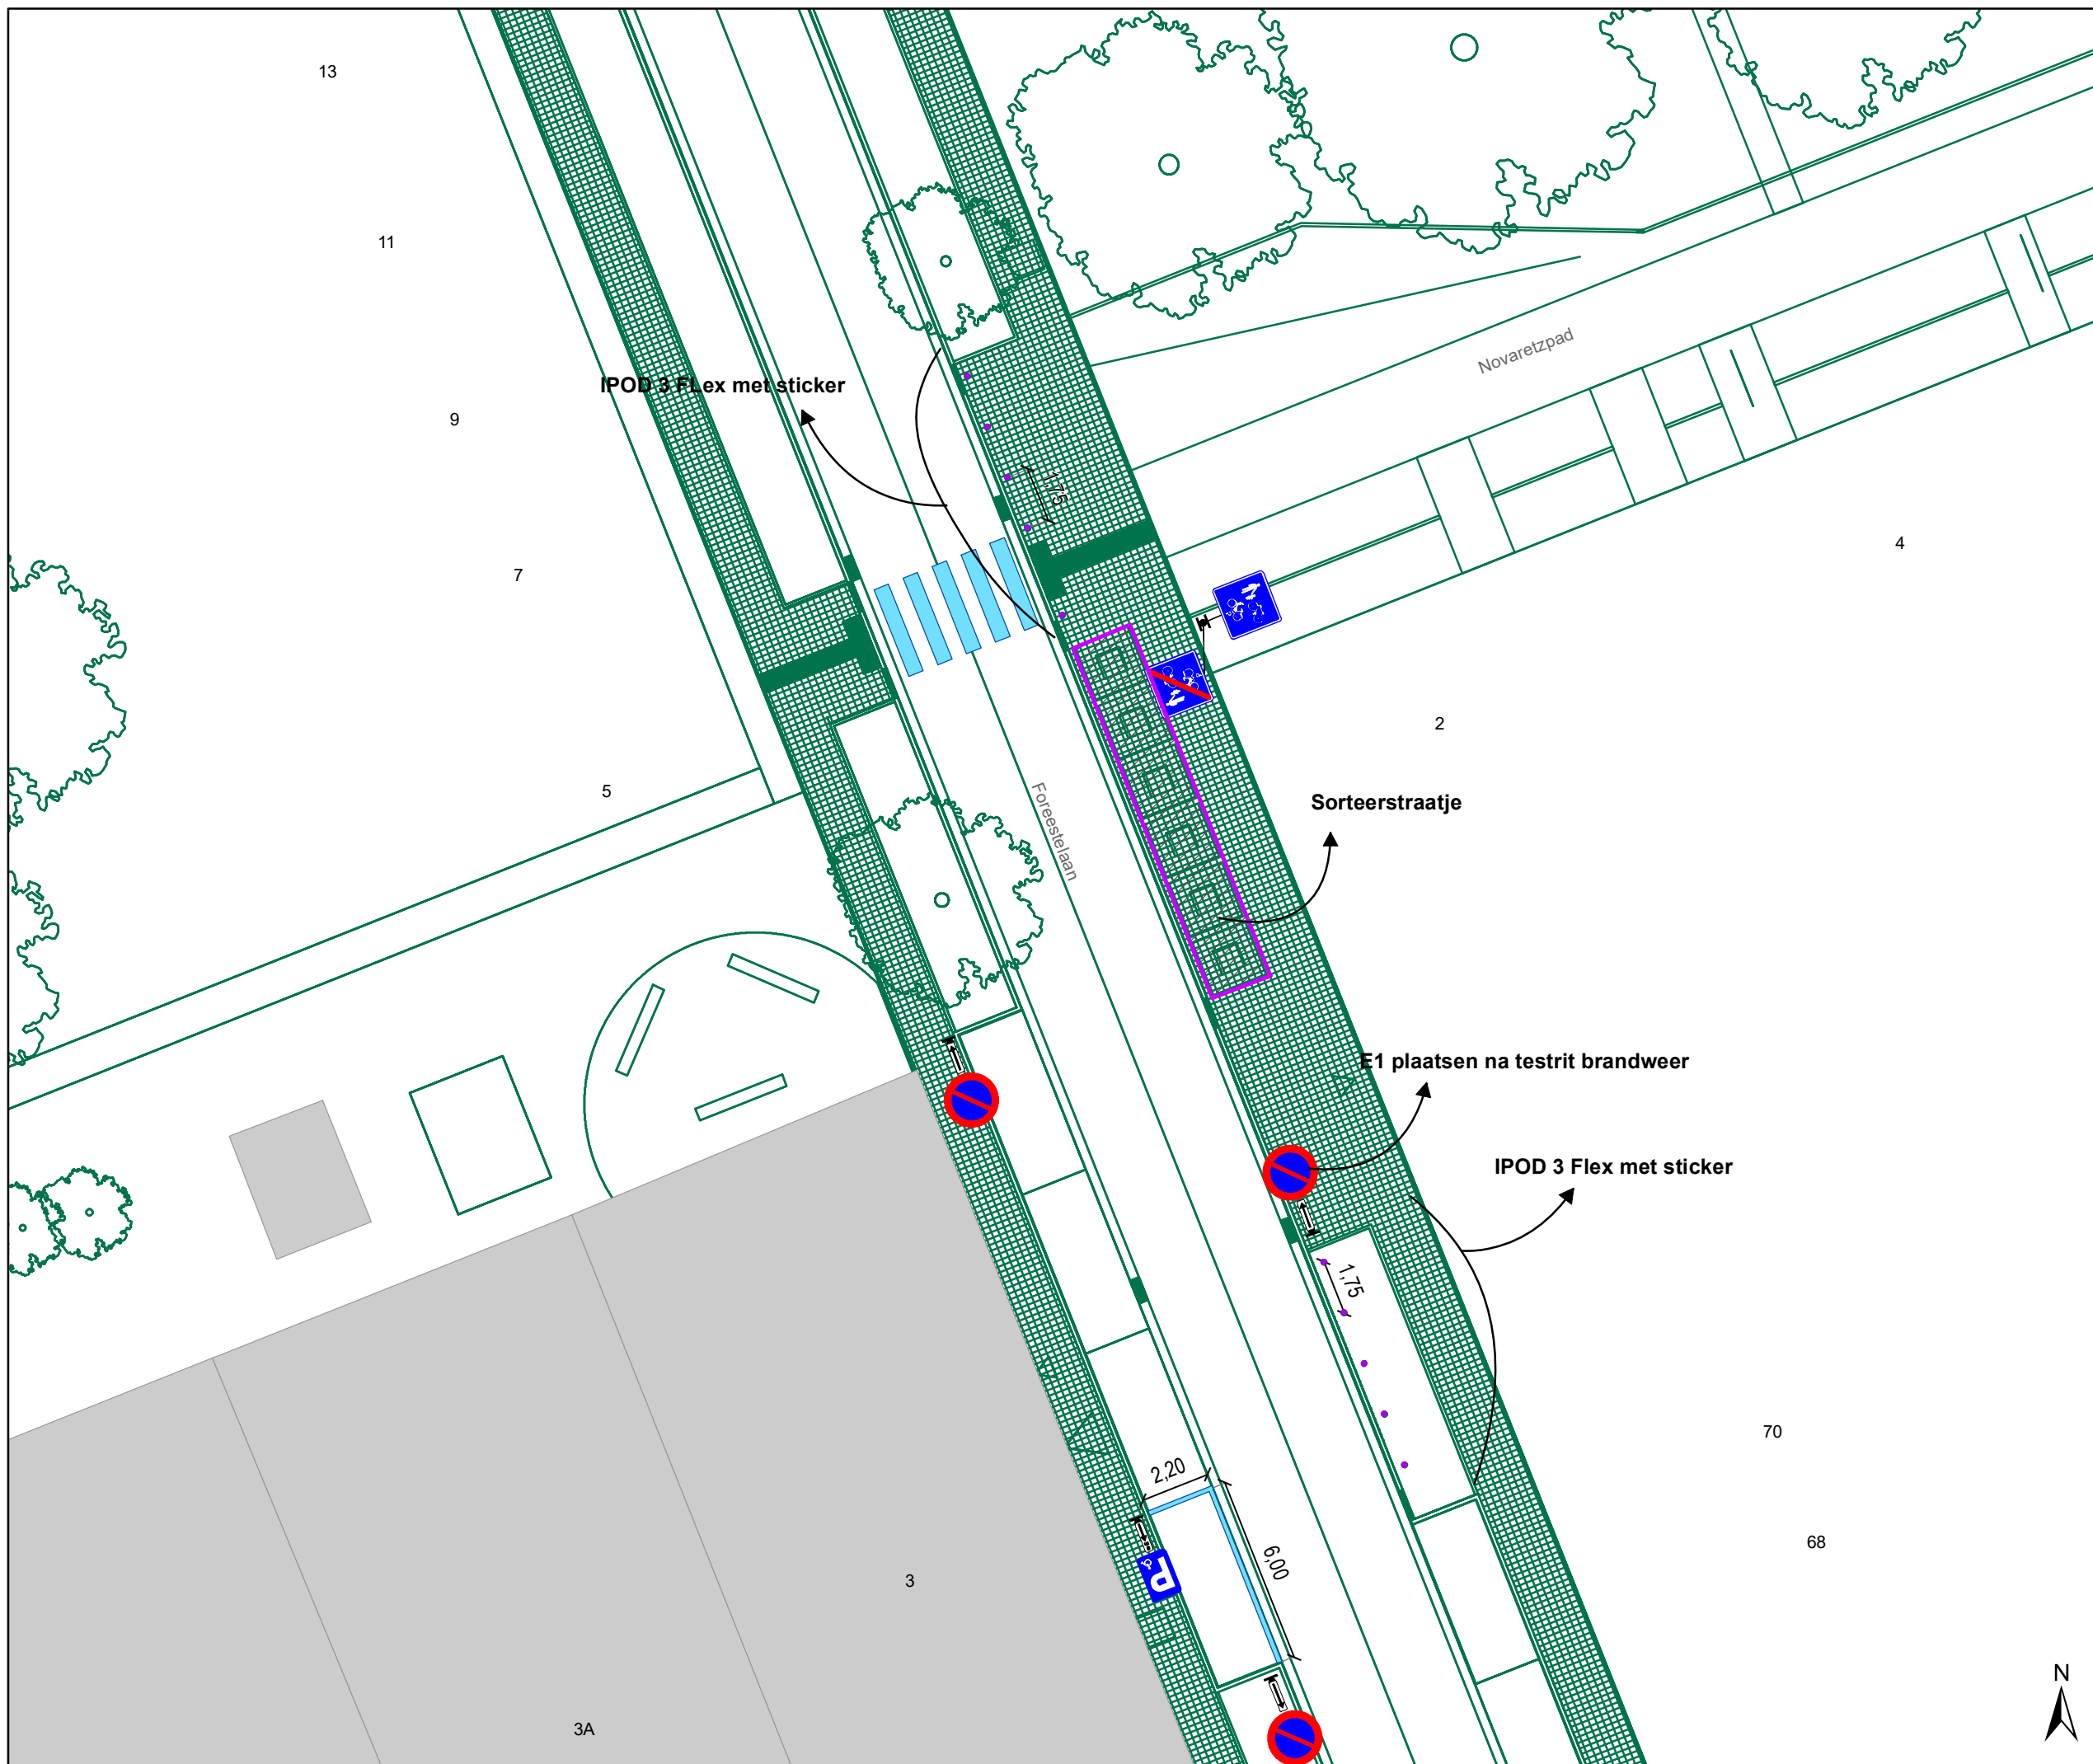 13
11
Novaretzpad
IPOD 3 FLex met sticker
9
1,75
4
7
2
5
Sorteerstraatje
Foreestelaan
E1 plaatsen na testrit brandweer
IPOD 3 Flex met sticker
1,75
70
2,20
68
6,00
3
P
N
3A